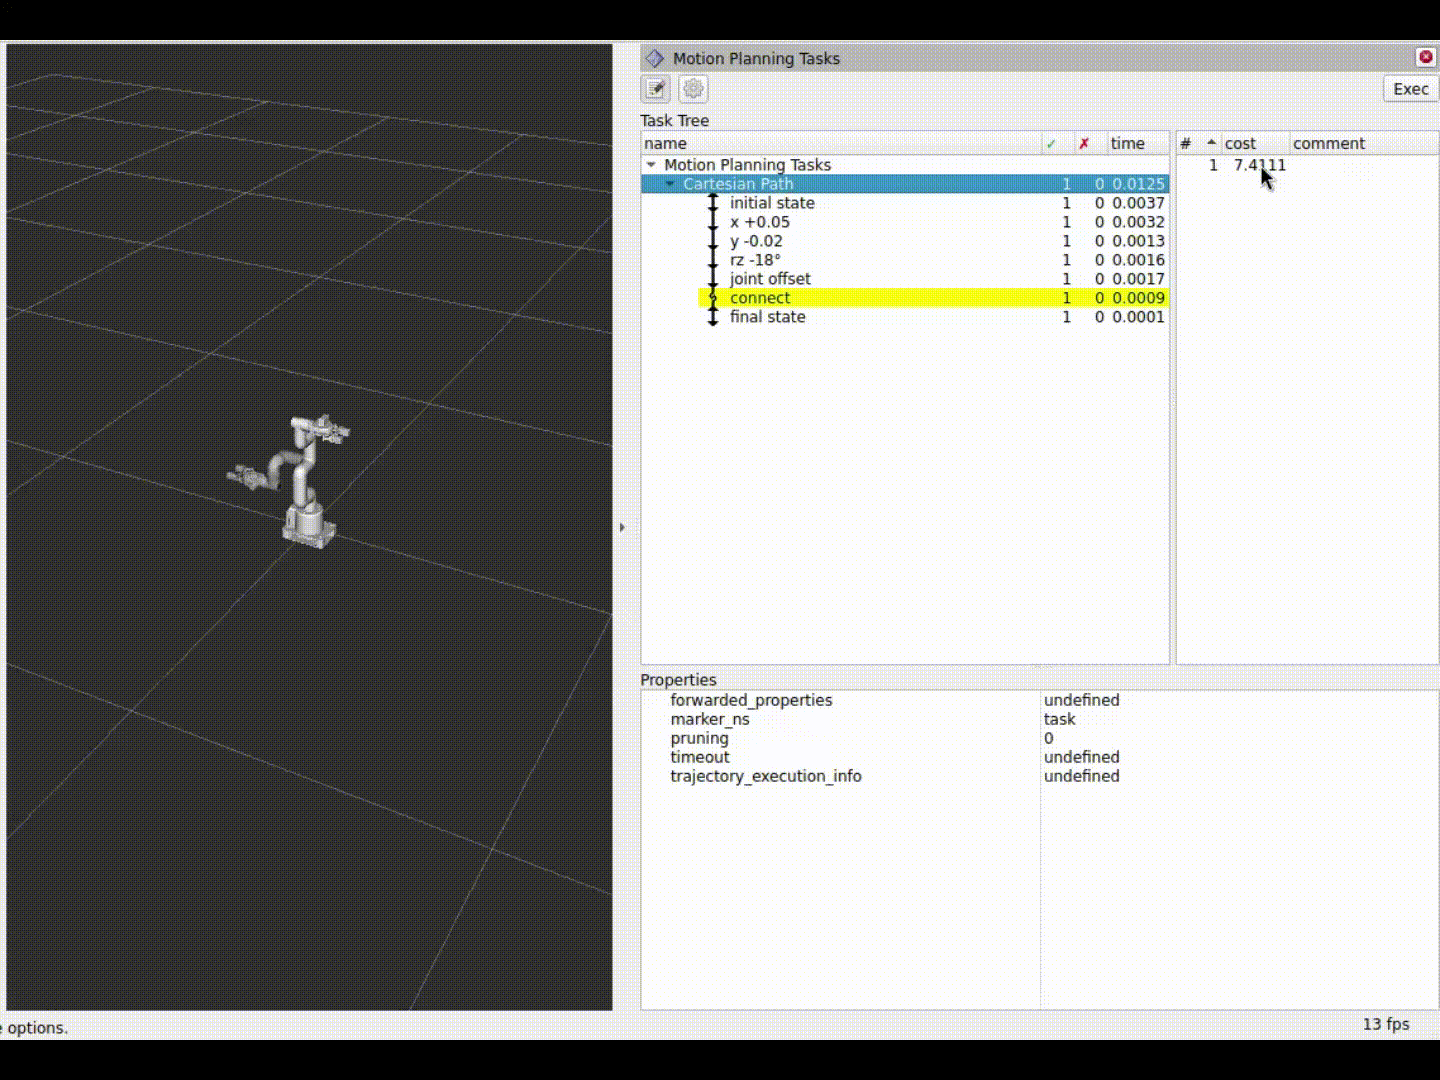 Motion Planning Tasks
Exec
Task Tree
name ✓ ✗ time
# cost comment
Motion Planning Tasks
1 7.4111
Cartesian Path 1 0 0.0125
initial state 1 0 0.0037
x +0.05 1 0 0.0032
y -0.02 1 0 0.0013
rz -18° 1 0 0.0016
joint offset 1 0 0.0017
connect 1 0 0.0009
final state 1 0 0.0001
Properties
forwarded_properties undefined
marker_ns task
pruning 0
timeout undefined
trajectory_execution_info undefined
options.
13 fps